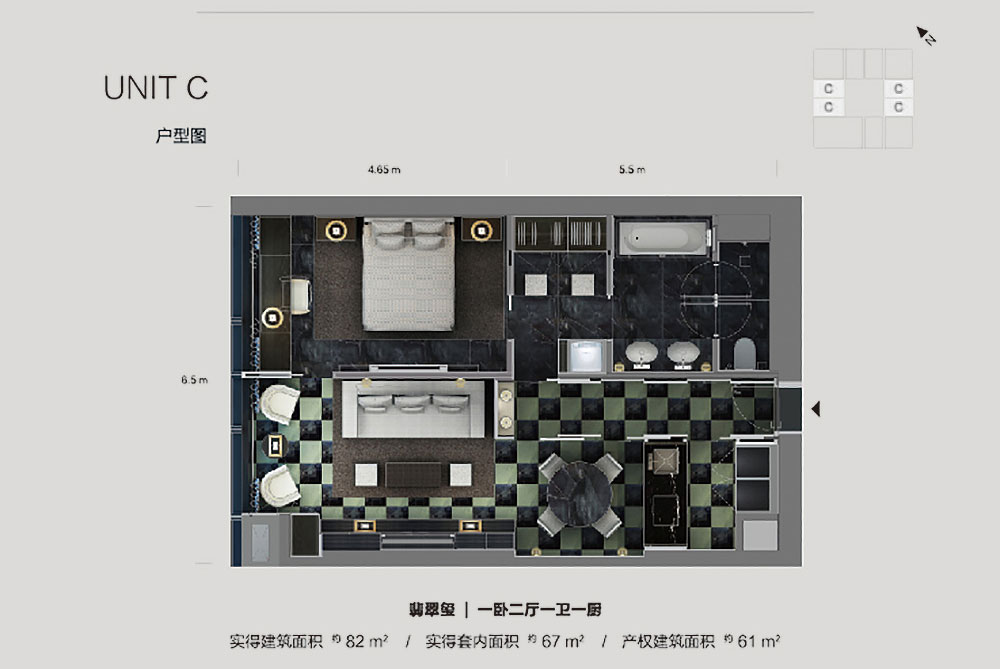 N
UNIT C
户型图
C C
C C
4.65 m 5.5 m
6.5 m
翡翠玺 | 一卧二厅一卫一厨
实得建筑面积 约 82 m² / 实得套内面积 约 67 m² / 产权建筑面积 约 61 m²